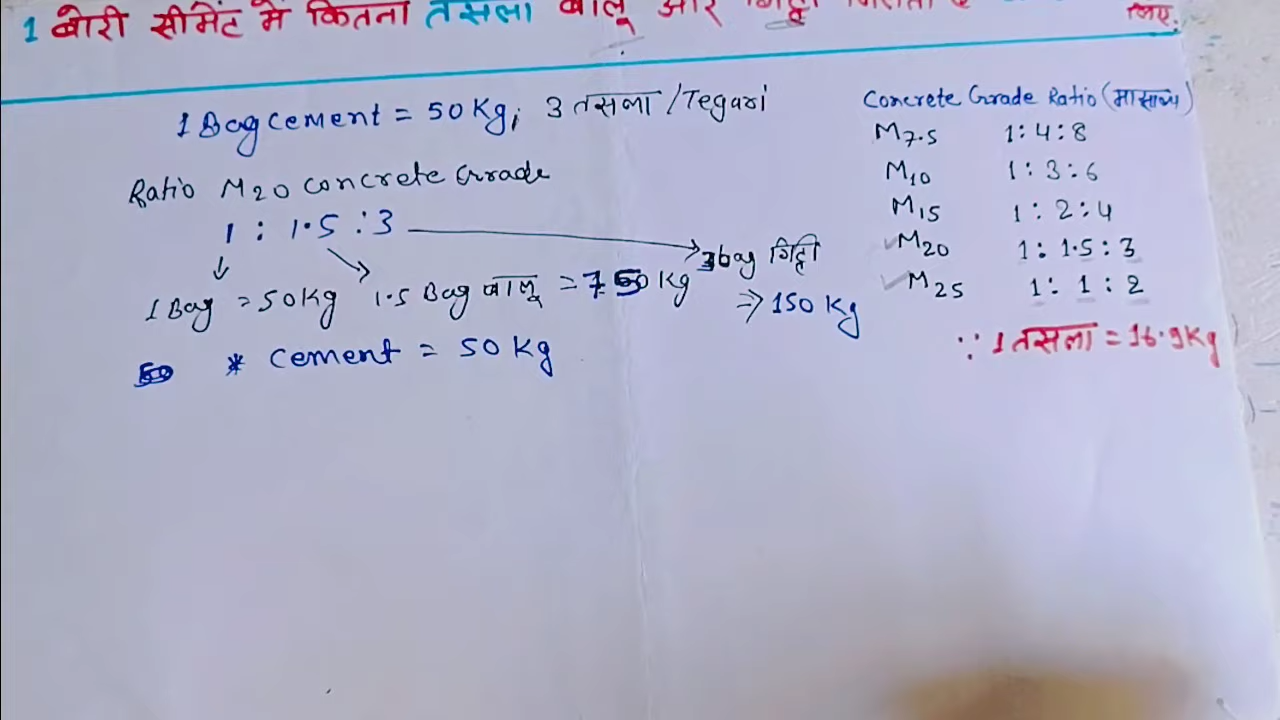 1 बोरी सीमेंट में कितना तसला बालू और
लिए.
1 Bag cement = 50 Kg; 3 तसला / Tegari
Ratio M20 concrete Grade
1 : 1.5 : 3
1 Bag = 50 Kg 1.5 Bag बालू = 750 Kg
3 bag गिट्टी
⇒ 150 Kg
* Cement = 50 Kg
Concrete Grade Ratio (मासाला)
M7.5 1:4:8
M10 1:3:6
M15 1:2:4
M20 1:1.5:3
M25 1:1:2
∵ 1 तसला = 16.9 Kg